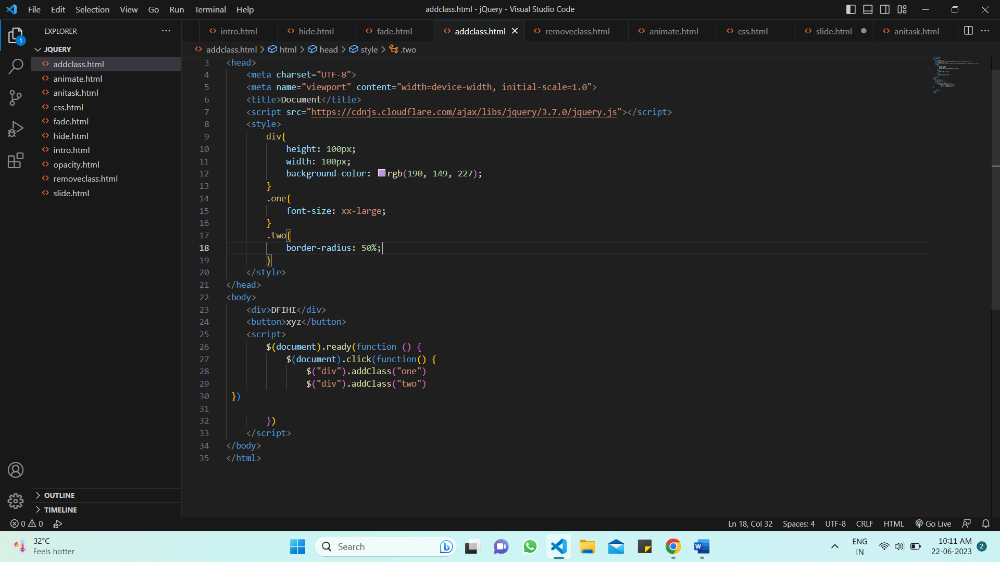 File Edit Selection View Go Run Terminal Help
addclass.html - jQuery - Visual Studio Code
EXPLORER
intro.html hide.html fade.html addclass.html removeclass.html animate.html css.html slide.html anitask.html
1
JQUERY
addclass.html
animate.html
anitask.html
css.html
fade.html
hide.html
intro.html
opacity.html
removeclass.html
slide.html
OUTLINE
TIMELINE
addclass.html > html > head > style > .two
3 <head>
4 <meta charset="UTF-8">
5 <meta name="viewport" content="width=device-width, initial-scale=1.0">
6 <title>Document</title>
7 <script src="https://cdnjs.cloudflare.com/ajax/libs/jquery/3.7.0/jquery.js"></script>
8 <style>
9 div{
10 height: 100px;
11 width: 100px;
12 background-color: rgb(190, 149, 227);
13 }
14 .one{
15 font-size: xx-large;
16 }
17 .two{
18 border-radius: 50%;
19 }
20 </style>
21 </head>
22 <body>
23 <div>DFIHI</div>
24 <button>xyz</button>
25 <script>
26 $(document).ready(function () {
27 $(document).click(function() {
28 $("div").addClass("one")
29 $("div").addClass("two")
30 })
31
32 })
33 </script>
34 </body>
35 </html>
0 0
Ln 18, Col 32 Spaces: 4 UTF-8 CRLF HTML Go Live
32°C
Feels hotter
Search
ENG
IN
10:11 AM
22-06-2023
2